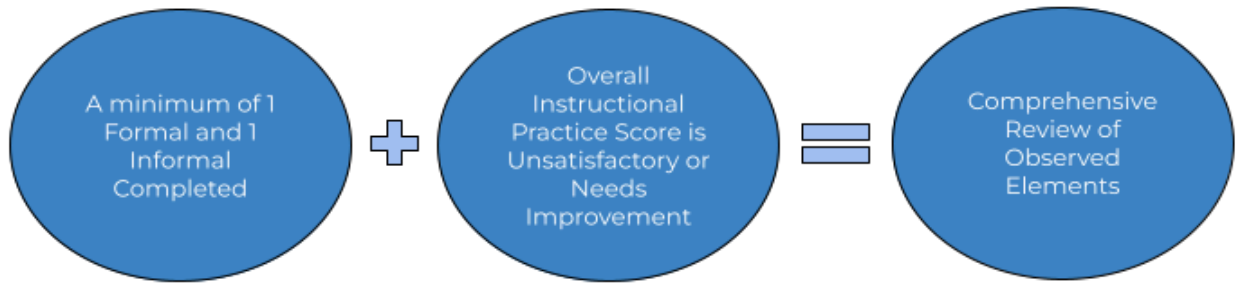 A minimum of 1
Formal and 1
Informal
Completed
Overall
Instructional
Practice Score is
Unsatisfactory or
Needs
Improvement
Comprehensive
Review of
Observed
Elements